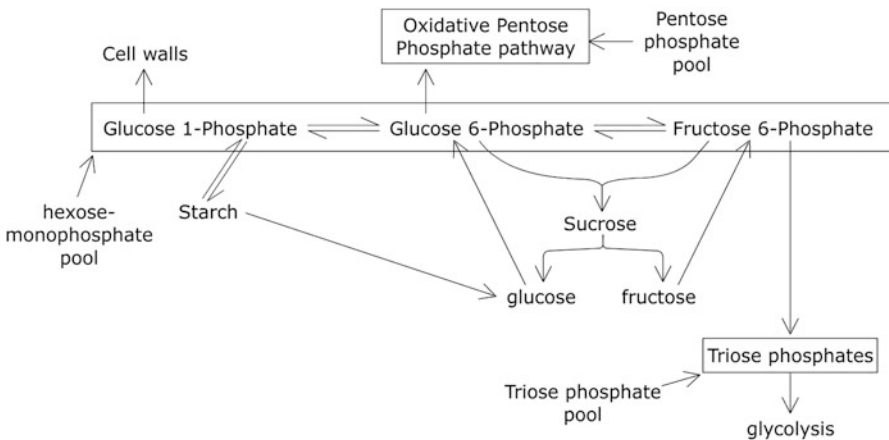 Oxidative Pentose
Phosphate pathway
Pentose
phosphate
pool
Cell walls
Glucose 1-Phosphate
Glucose 6-Phosphate
Fructose 6-Phosphate
hexose-
monophosphate
pool
Starch
Sucrose
glucose
fructose
Triose phosphates
Triose phosphate
pool
glycolysis